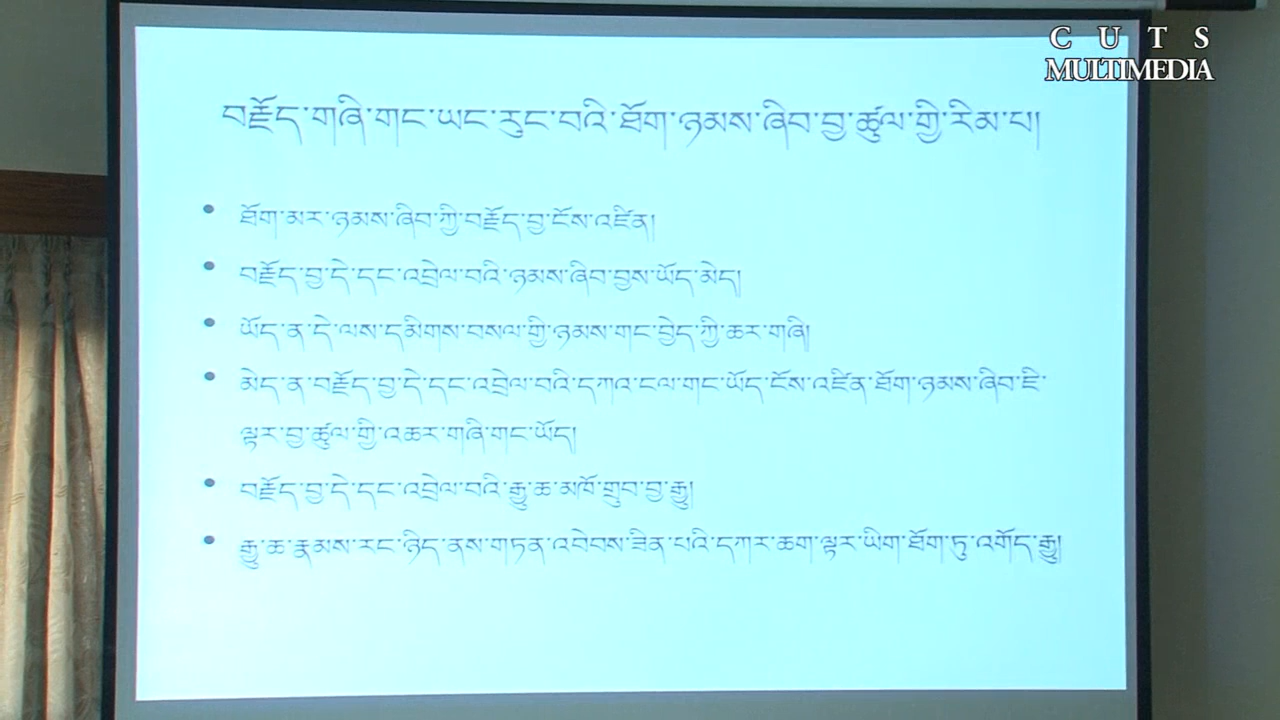 C U T S
MULTIMEDIA
བརྗོད་གཞི་གང་ཡང་རུང་བའི་ཐོག་ཉམས་ཞིབ་བྱ་ཚུལ་གྱི་རིམ་པ།
• ཐོག་མར་ཉམས་ཞིབ་ཀྱི་བརྗོད་བྱ་ངོས་འཛིན།
• བརྗོད་བྱ་དེ་དང་འབྲེལ་བའི་ཉམས་ཞིབ་བྱས་ཡོད་མེད།
• ཡོད་ན་དེ་ལས་དམིགས་བསལ་གྱི་ཉམས་གང་བྱེད་ཀྱི་ཆར་གཞི།
• མེད་ན་བརྗོད་བྱ་དེ་དང་འབྲེལ་བའི་དཀའ་ངལ་གང་ཡོད་ངོས་འཛིན་ཐོག་ཉམས་ཞིབ་ཇི་
ལྟར་བྱ་ཚུལ་གྱི་འཆར་གཞི་གང་ཡོད།
• བརྗོད་བྱ་དེ་དང་འབྲེལ་བའི་རྒྱུ་ཆ་མཁོ་གྲུབ་བྱ་རྒྱུ།
• རྒྱུ་ཆ་རྣམས་རང་ཉིད་ནས་གཏན་འབེབས་ཟིན་པའི་དཀར་ཆག་ལྟར་ཡིག་ཐོག་ཏུ་འགོད་རྒྱུ།